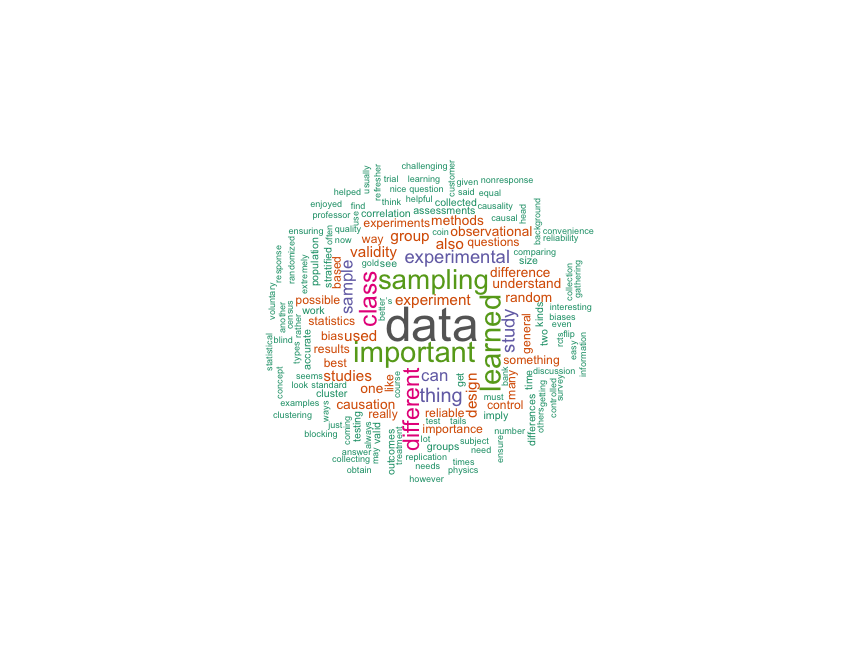 challenging
usually
refresher
trial
learning
customer
given
nonresponse
helped
nice
question
said
equal
enjoyed
find
think
helpful
collected
causality
professor
use
correlation
assessments
causal
head
background
ensuring
quality
experiments
methods
coin
observational
convenience
reliability
often
now
way
group
also
questions
validity
gold
see
experimental
comparing
size
response
randomized
extremely
population
stratified
based
sample
class
sampling
difference
understand
collection
gathering
voluntary
another
census
rather
possible
work
better
's
experiment
learned
random
interesting
biases
even
kinds
two
statistics
data
study
general
flip
rcts
easy
information
statistical
blind
types
accurate
bias
used
results
important
something
discussion
concept
seems
best
studies
look
standard
cluster
one
like
course
can
thing
get
design
bank
must
many
time
getting
controlled
survey
examples
clustering
ways
causation
different
reliable
control
imply
differences
others
just
blocking
coming
testing
always
may
valid
really
test
tails
importance
number
answer
collecting
obtain
outcomes
treatment
lot
groups
subject
need
ensure
replication
needs
times
physics
however